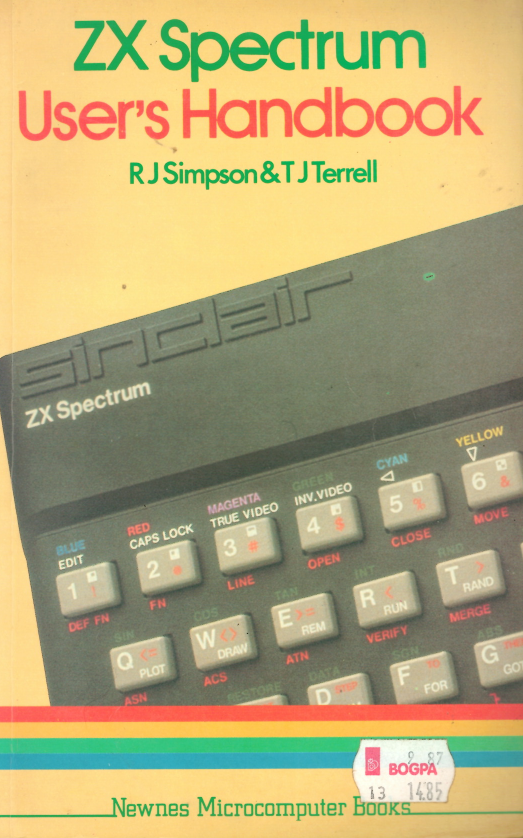 ZX Spectrum
User's Handbook
R J Simpson & T J Terrell
sinclair
ZX Spectrum
BLUE RED MAGENTA GREEN CYAN YELLOW
EDIT CAPS LOCK TRUE VIDEO INV.VIDEO
1 ! 2 3 # 4 $ 5 % 6 &
DEF FN FN LINE OPEN CLOSE MOVE
SIN COS TAN INT RND ABS
Q <= PLOT W <> DRAW E >= REM R < RUN T > RAND
ASN ACS ATN VERIFY MERGE
RESTORE DATA SGN
D STEP F TO FOR G
BOGPA
13 1485
Newnes Microcomputer Books